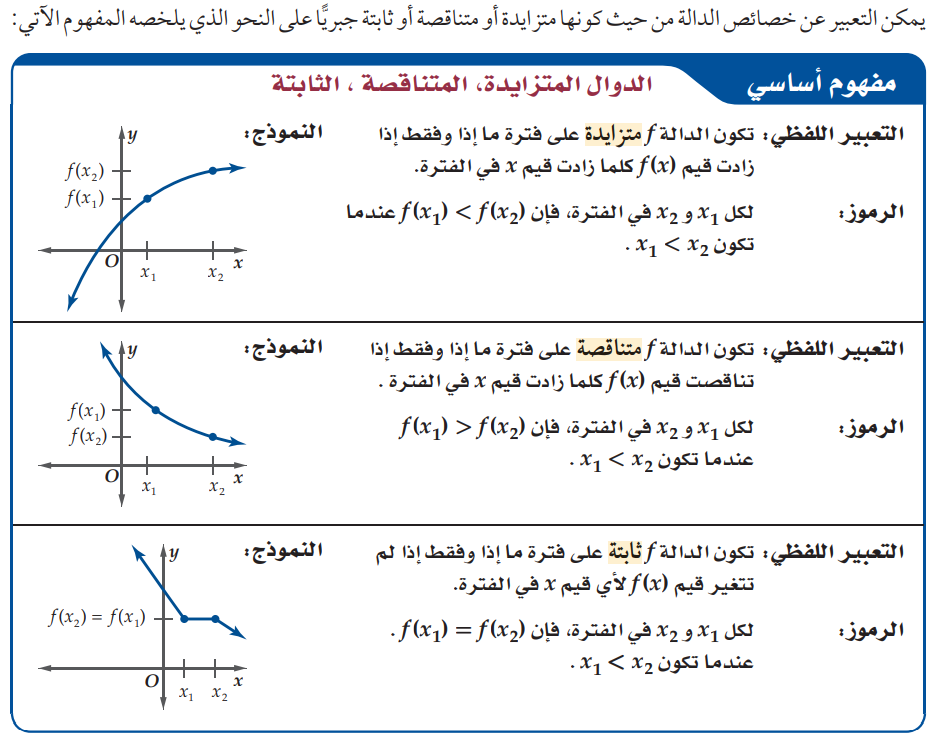 يمكن التعبير عن خصائص الدالة من حيث كونها متزايدة أو متناقصة أو ثابتة جبريًّا على النحو الذي يلخصه المفهوم الآتي:
مفهوم أساسي
الدوال المتزايدة، المتناقصة ، الثابتة
التعبير اللفظي: تكون الدالة f متزايدة على فترة ما إذا وفقط إذا
زادت قيم f(x) كلما زادت قيم x في الفترة.
الرموز: لكل x₁ و x₂ في الفترة، فإن f(x₁) < f(x₂) عندما
تكون x₁ < x₂ .
النموذج:
y
f(x₂)
f(x₁)
O
x₁
x₂
x
التعبير اللفظي: تكون الدالة f متناقصة على فترة ما إذا وفقط إذا
تناقصت قيم f(x) كلما زادت قيم x في الفترة .
الرموز: لكل x₁ و x₂ في الفترة، فإن f(x₁) > f(x₂)
عندما تكون x₁ < x₂ .
النموذج:
y
f(x₁)
f(x₂)
O
x₁
x₂
x
التعبير اللفظي: تكون الدالة f ثابتة على فترة ما إذا وفقط إذا لم
تتغير قيم f(x) لأي قيم x في الفترة.
الرموز: لكل x₁ و x₂ في الفترة، فإن f(x₁) = f(x₂) .
عندما تكون x₁ < x₂ .
النموذج:
y
f(x₂) = f(x₁)
O
x₁
x₂
x